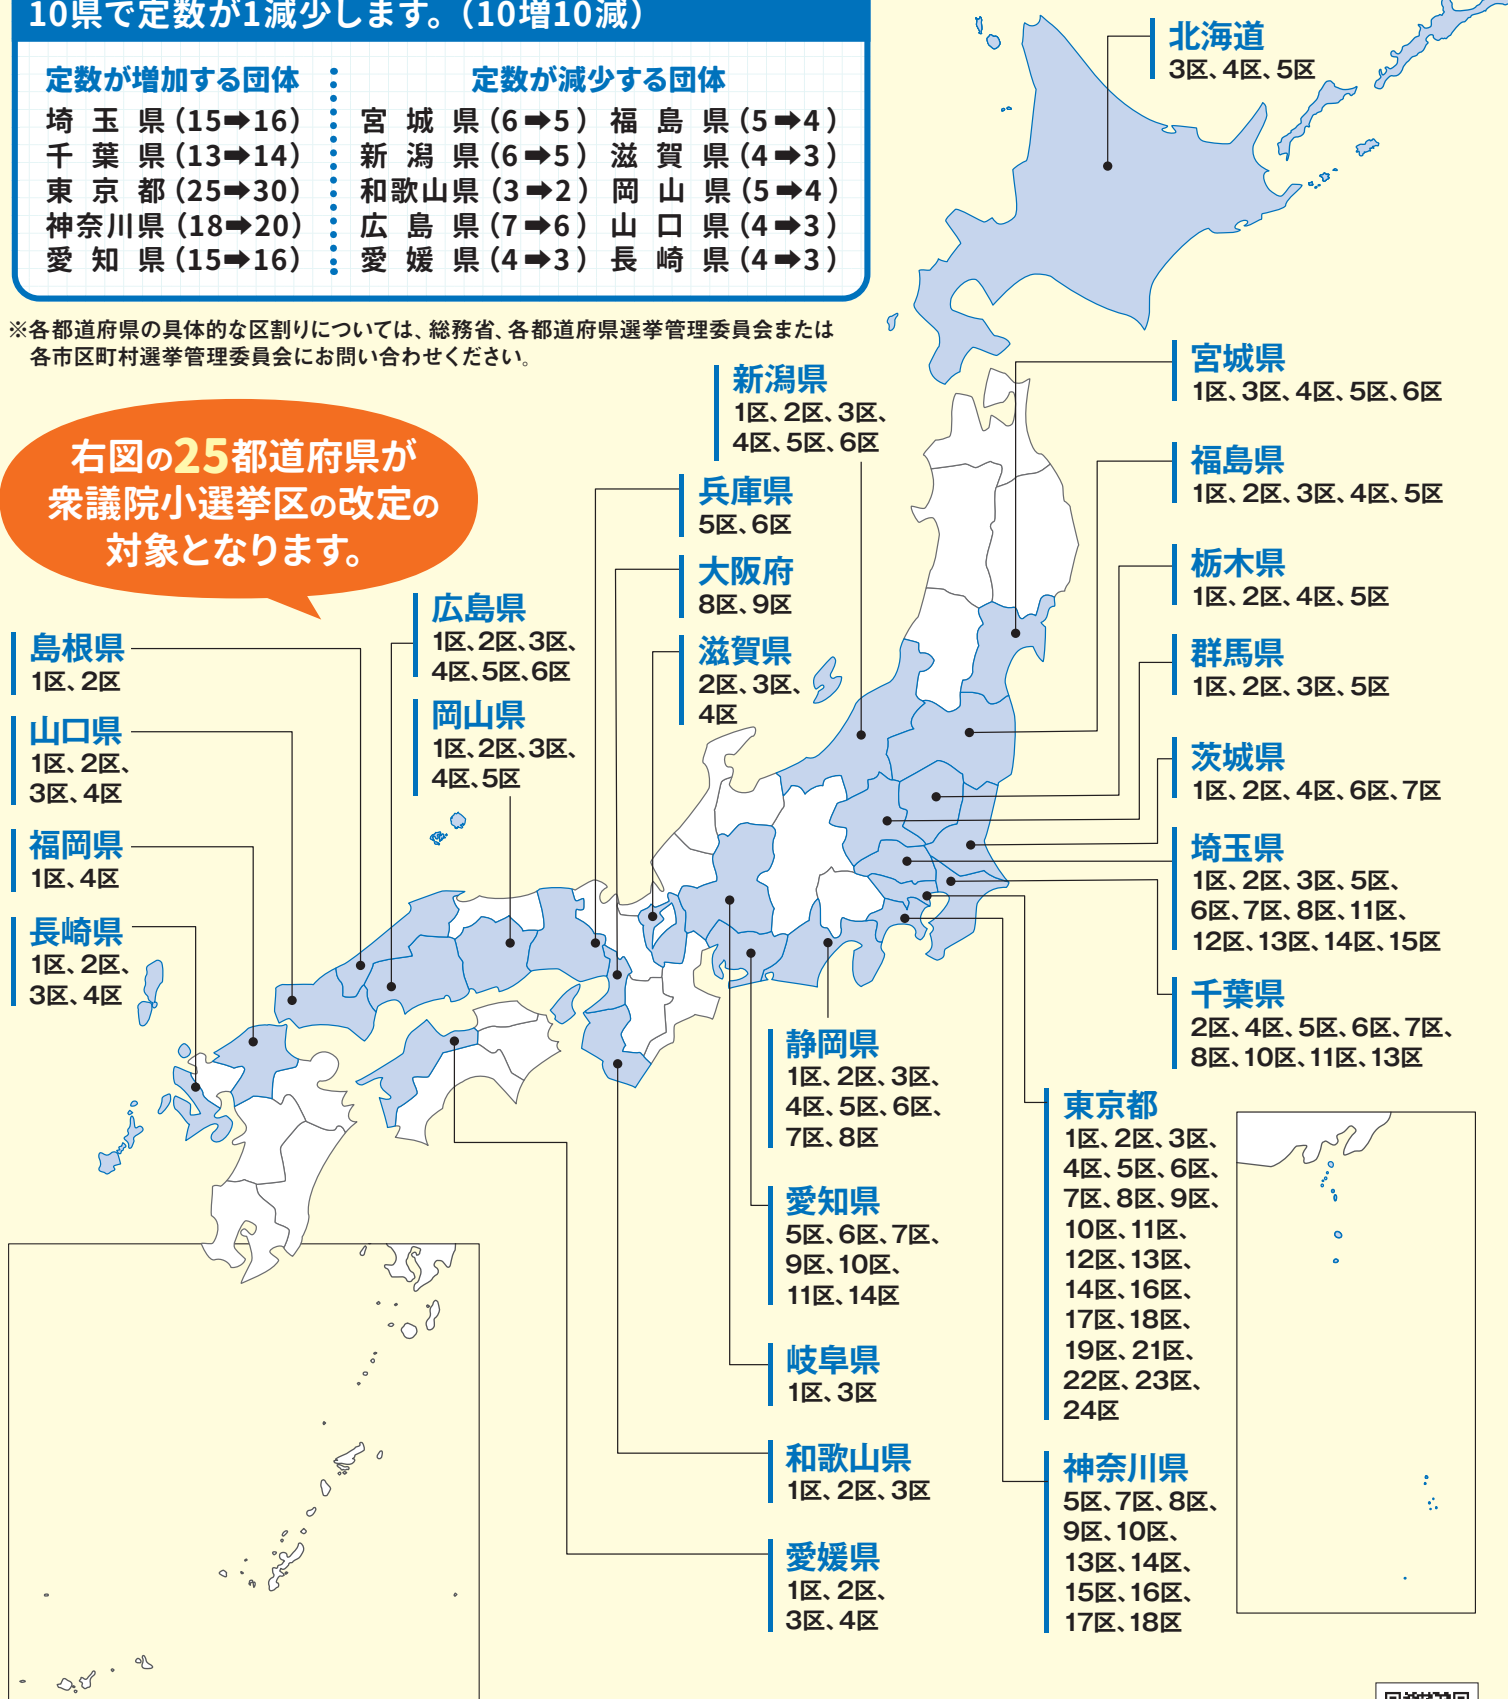 10県で定数が1減少します。（10増10減）
定数が増加する団体
埼玉県（15➡16）
千葉県（13➡14）
東京都（25➡30）
神奈川県（18➡20）
愛知県（15➡16）
定数が減少する団体
宮城県（6➡5） 福島県（5➡4）
新潟県（6➡5） 滋賀県（4➡3）
和歌山県（3➡2） 岡山県（5➡4）
広島県（7➡6） 山口県（4➡3）
愛媛県（4➡3） 長崎県（4➡3）
※各都道府県の具体的な区割りについては、総務省、各都道府県選挙管理委員会または
各市区町村選挙管理委員会にお問い合わせください。
右図の25都道府県が
衆議院小選挙区の改定の
対象となります。
北海道
3区、4区、5区
宮城県
1区、3区、4区、5区、6区
福島県
1区、2区、3区、4区、5区
栃木県
1区、2区、4区、5区
群馬県
1区、2区、3区、5区
茨城県
1区、2区、4区、6区、7区
埼玉県
1区、2区、3区、5区、
6区、7区、8区、11区、
12区、13区、14区、15区
千葉県
2区、4区、5区、6区、7区、
8区、10区、11区、13区
東京都
1区、2区、3区、
4区、5区、6区、
7区、8区、9区、
10区、11区、
12区、13区、
14区、16区、
17区、18区、
19区、21区、
22区、23区、
24区
神奈川県
5区、7区、8区、
9区、10区、
13区、14区、
15区、16区、
17区、18区
新潟県
1区、2区、3区、
4区、5区、6区
兵庫県
5区、6区
大阪府
8区、9区
滋賀県
2区、3区、
4区
広島県
1区、2区、3区、
4区、5区、6区
岡山県
1区、2区、3区、
4区、5区
島根県
1区、2区
山口県
1区、2区、
3区、4区
福岡県
1区、4区
長崎県
1区、2区、
3区、4区
静岡県
1区、2区、3区、
4区、5区、6区、
7区、8区
愛知県
5区、6区、7区、
9区、10区、
11区、14区
岐阜県
1区、3区
和歌山県
1区、2区、3区
愛媛県
1区、2区、
3区、4区